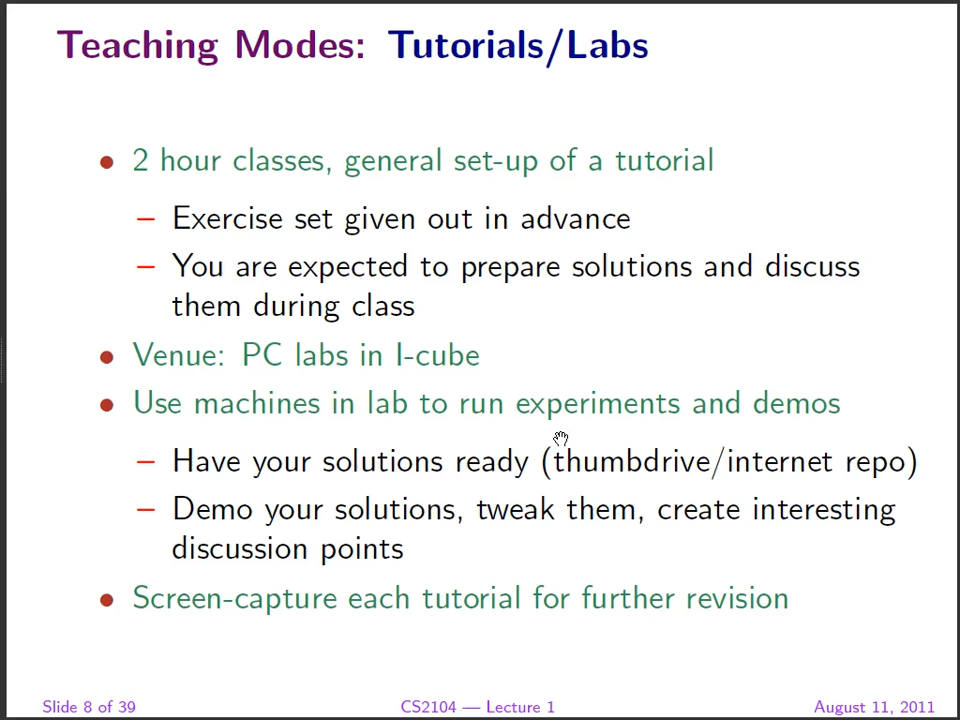 Teaching Modes: Tutorials/Labs
• 2 hour classes, general set-up of a tutorial
– Exercise set given out in advance
– You are expected to prepare solutions and discuss
them during class
• Venue: PC labs in I-cube
• Use machines in lab to run experiments and demos
– Have your solutions ready (thumbdrive/internet repo)
– Demo your solutions, tweak them, create interesting
discussion points
• Screen-capture each tutorial for further revision
Slide 8 of 39 CS2104 — Lecture 1 August 11, 2011